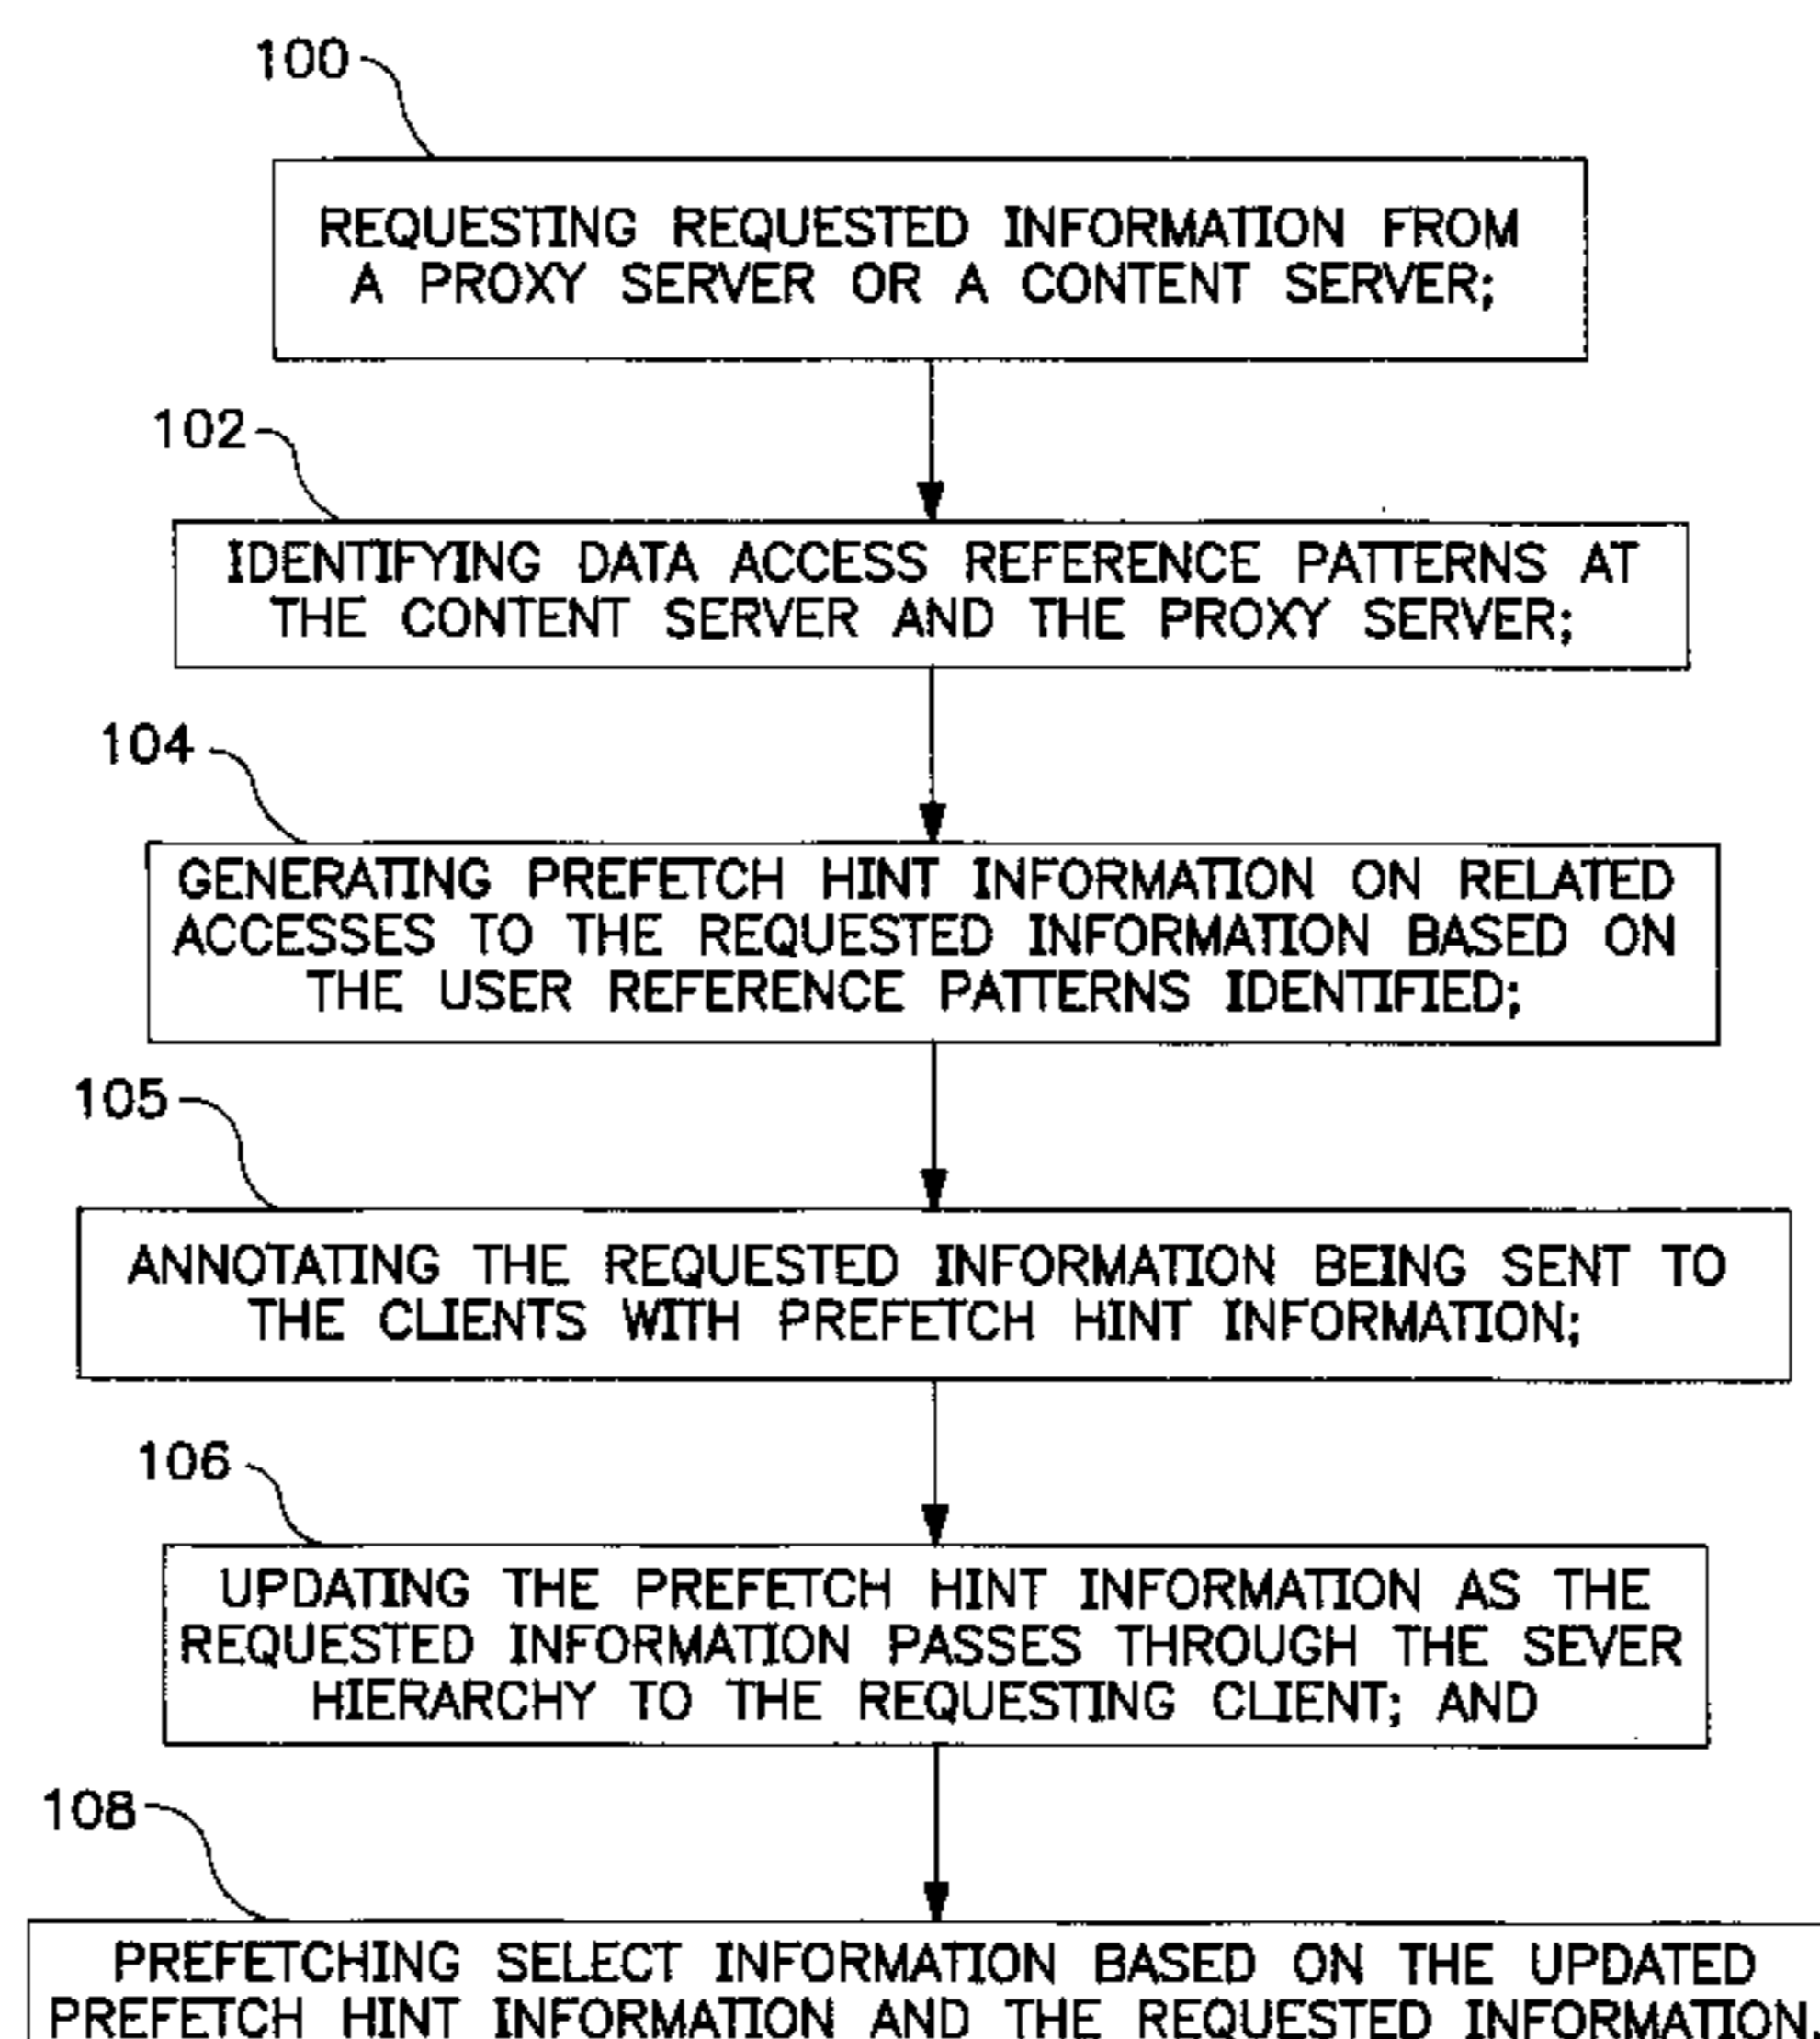 100
REQUESTING REQUESTED INFORMATION FROM
A PROXY SERVER OR A CONTENT SERVER;
102
IDENTIFYING DATA ACCESS REFERENCE PATTERNS AT
THE CONTENT SERVER AND THE PROXY SERVER;
104
GENERATING PREFETCH HINT INFORMATION ON RELATED
ACCESSES TO THE REQUESTED INFORMATION BASED ON
THE USER REFERENCE PATTERNS IDENTIFIED;
105
ANNOTATING THE REQUESTED INFORMATION BEING SENT TO
THE CLIENTS WITH PREFETCH HINT INFORMATION;
106
UPDATING THE PREFETCH HINT INFORMATION AS THE
REQUESTED INFORMATION PASSES THROUGH THE SEVER
HIERARCHY TO THE REQUESTING CLIENT; AND
108
PREFETCHING SELECT INFORMATION BASED ON THE UPDATED
PREFETCH HINT INFORMATION AND THE REQUESTED INFORMATION.